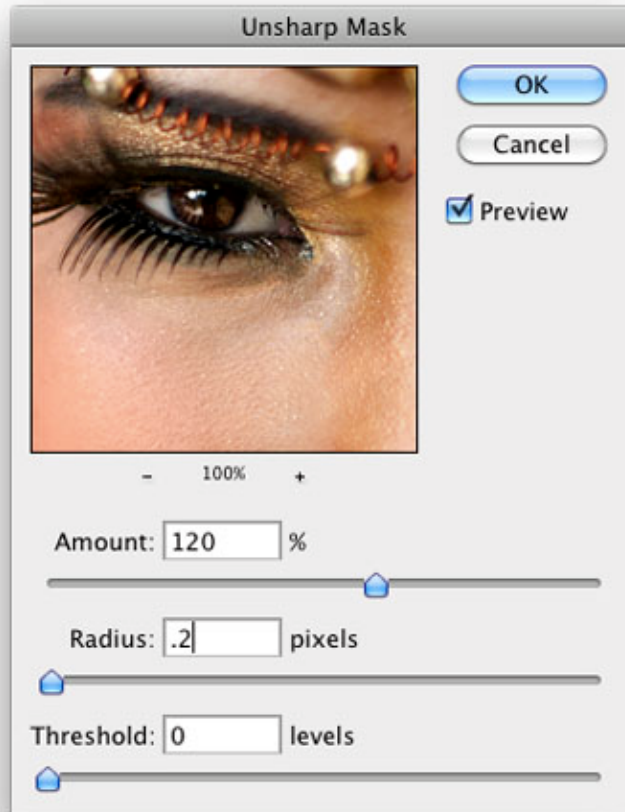 Unsharp Mask
OK
Cancel
Preview
- 100% +
Amount: 120 %
Radius: .2 pixels
Threshold: 0 levels